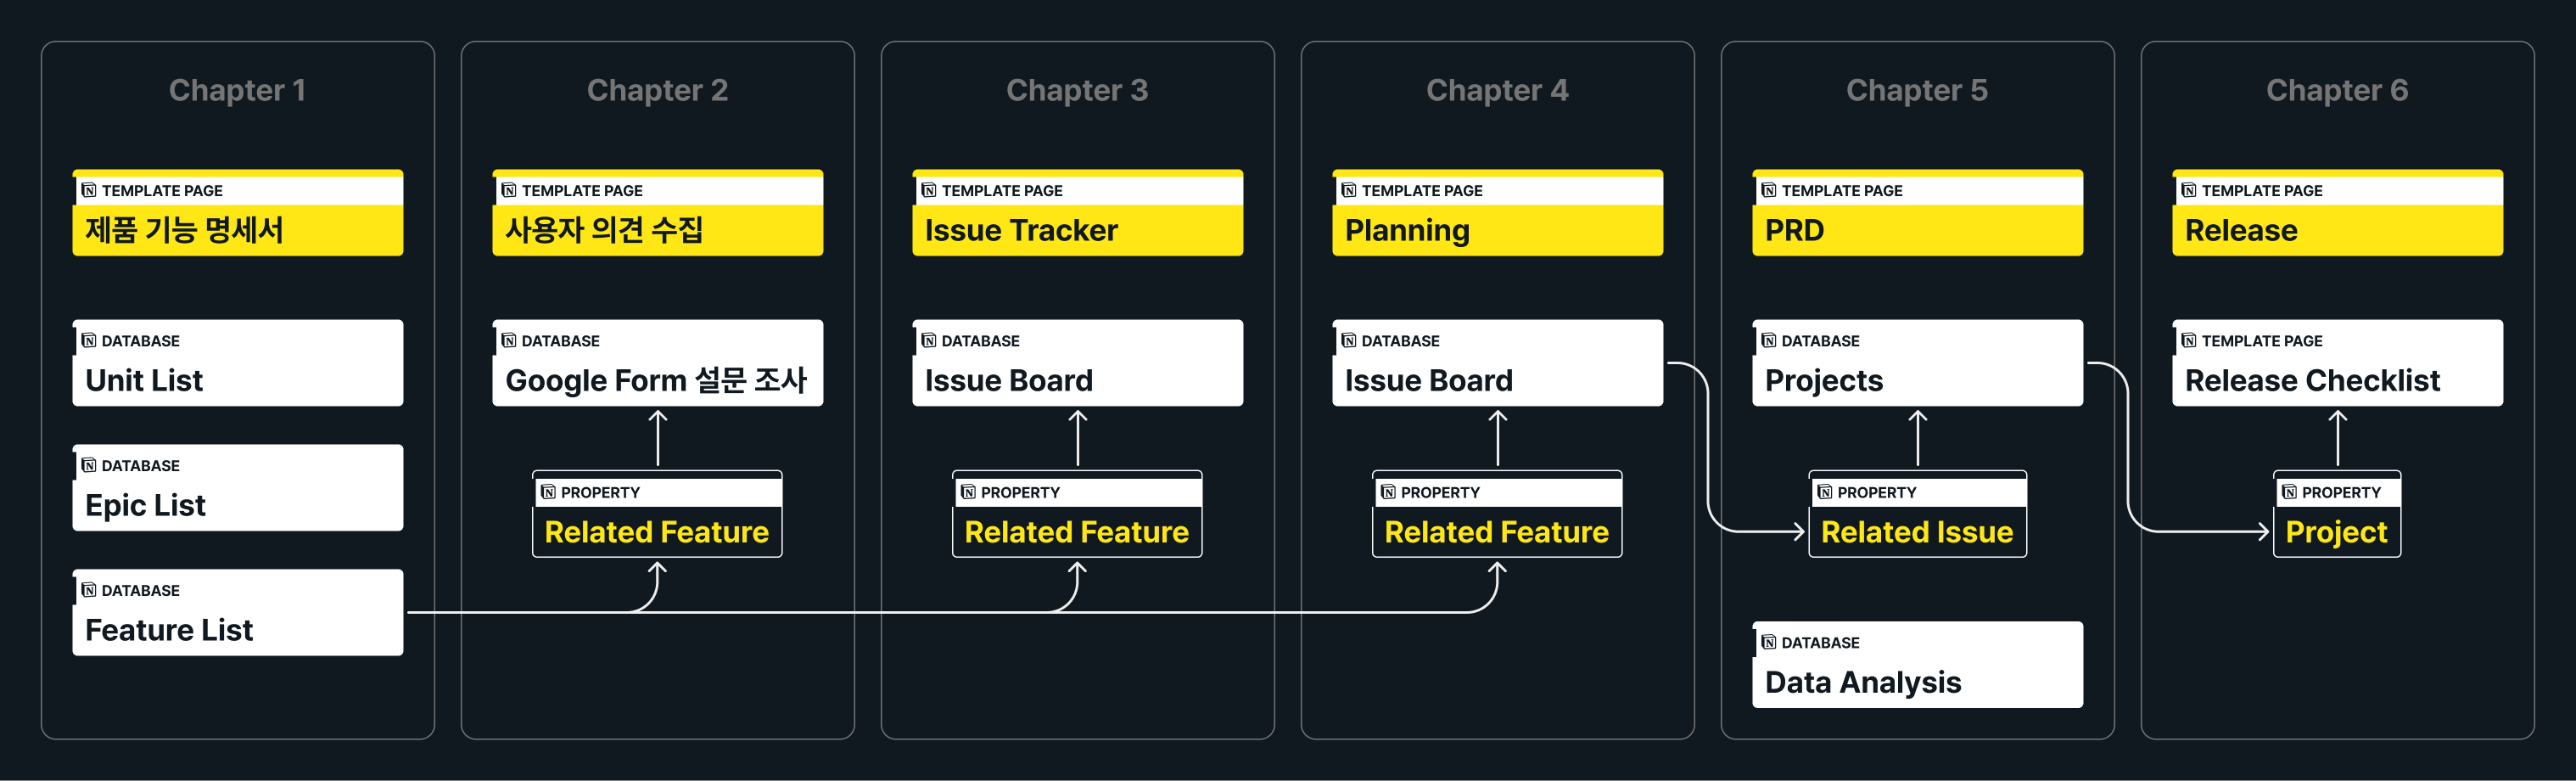 Chapter 1
TEMPLATE PAGE
제품 기능 명세서
DATABASE
Unit List
DATABASE
Epic List
DATABASE
Feature List
Chapter 2
TEMPLATE PAGE
사용자 의견 수집
DATABASE
Google Form 설문 조사
PROPERTY
Related Feature
Chapter 3
TEMPLATE PAGE
Issue Tracker
DATABASE
Issue Board
PROPERTY
Related Feature
Chapter 4
TEMPLATE PAGE
Planning
DATABASE
Issue Board
PROPERTY
Related Feature
Chapter 5
TEMPLATE PAGE
PRD
DATABASE
Projects
PROPERTY
Related Issue
DATABASE
Data Analysis
Chapter 6
TEMPLATE PAGE
Release
TEMPLATE PAGE
Release Checklist
PROPERTY
Project